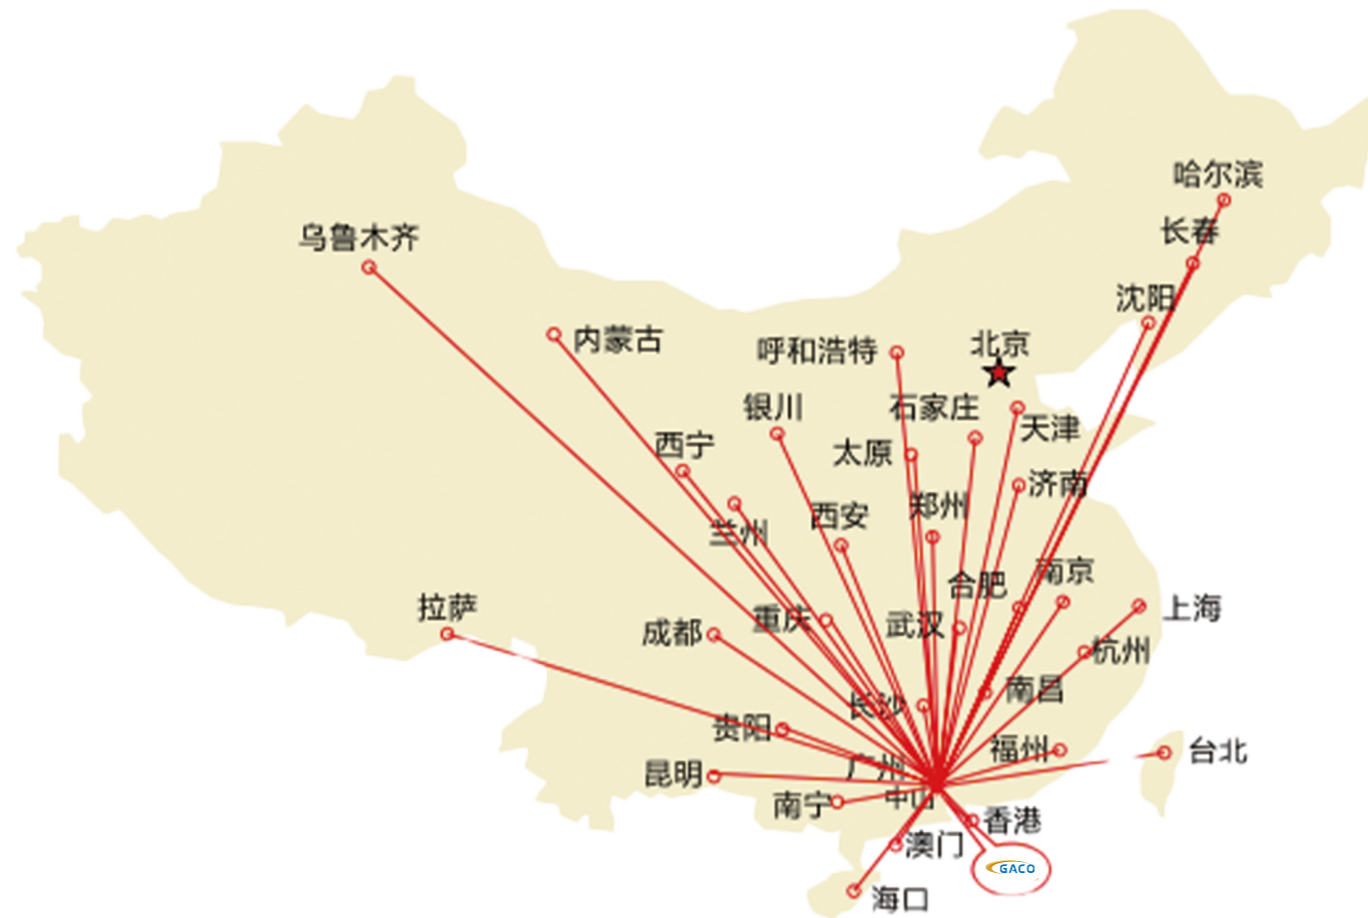 哈尔滨
长春
乌鲁木齐
沈阳
内蒙古
呼和浩特
北京
银川
石家庄
天津
西宁
太原
济南
郑州
西安
兰州
南京
合肥
拉萨
上海
重庆
武汉
成都
杭州
南昌
长沙
贵阳
福州
台北
广州
昆明
中山
南宁
香港
澳门
GACO
海口